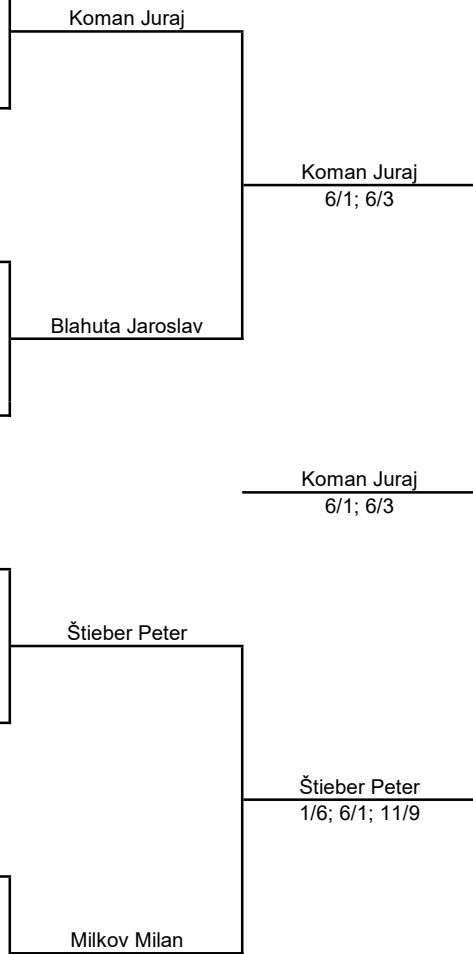 Koman Juraj
Koman Juraj
6/1; 6/3
Blahuta Jaroslav
Koman Juraj
6/1; 6/3
Štieber Peter
Štieber Peter
1/6; 6/1; 11/9
Milkov Milan